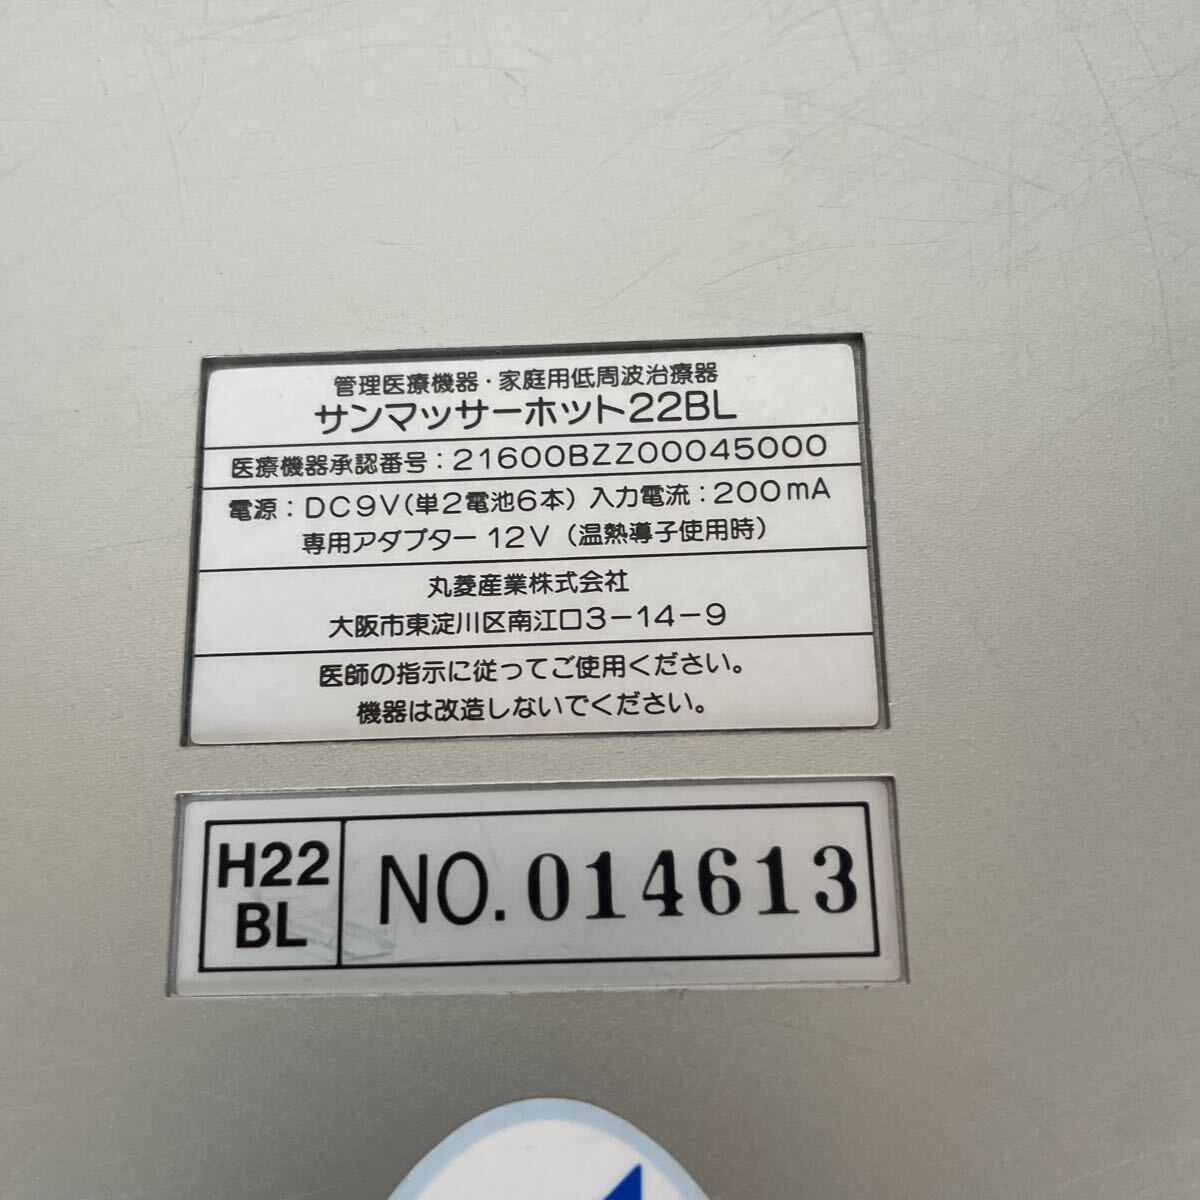 管理医療機器・家庭用低周波治療器
サンマッサーホット22BL
医療機器承認番号：21600BZZ00045000
電源：DC9V(単2電池6本) 入力電流：200mA
専用アダプター 12V (温熱導子使用時)
丸菱産業株式会社
大阪市東淀川区南江口3-14-9
医師の指示に従ってご使用ください。
機器は改造しないでください。
H22
BL
NO. 014613